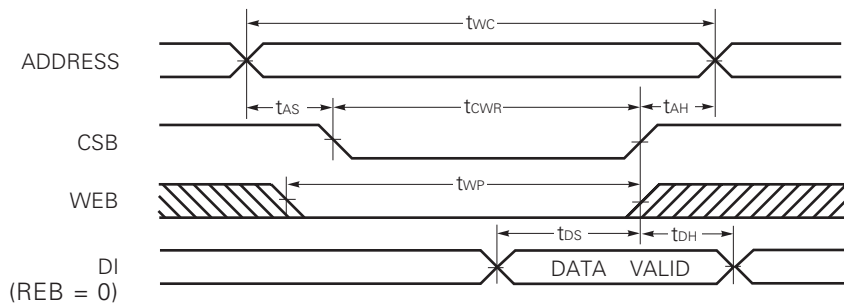 tWC
ADDRESS
tAS tCWR tAH
CSB
tWP
WEB
tDS tDH
DI DATA VALID
(REB = 0)